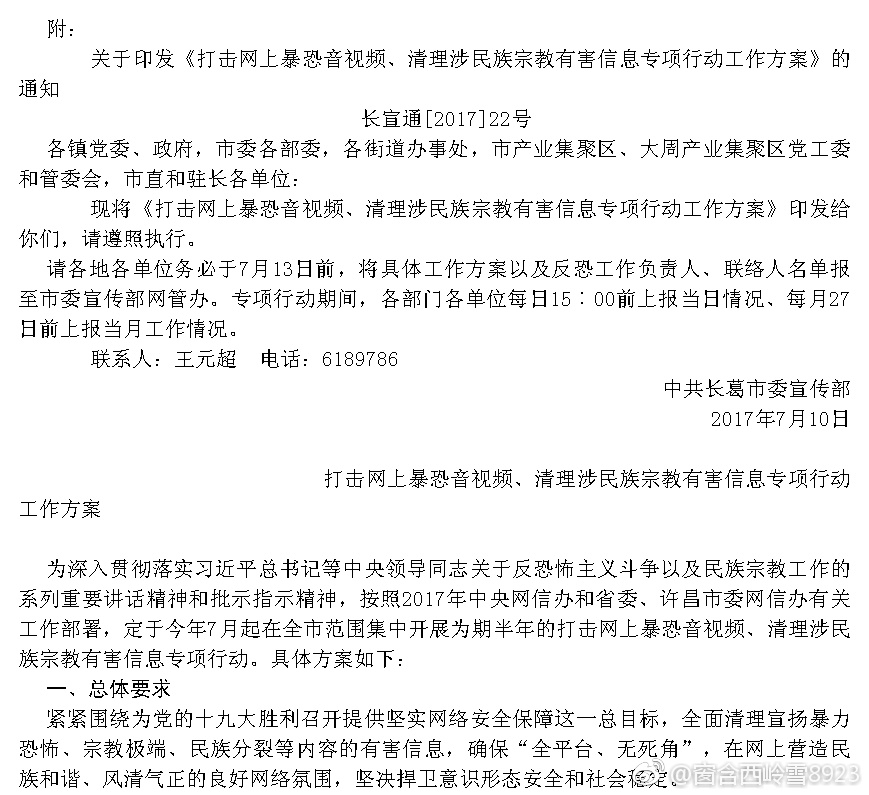 附：
关于印发《打击网上暴恐音视频、清理涉民族宗教有害信息专项行动工作方案》的
通知
长宣通[2017]22号
各镇党委、政府，市委各部委，各街道办事处，市产业集聚区、大周产业集聚区党工委
和管委会，市直和驻长各单位：
现将《打击网上暴恐音视频、清理涉民族宗教有害信息专项行动工作方案》印发给
你们，请遵照执行。
请各地各单位务必于7月13日前，将具体工作方案以及反恐工作负责人、联络人名单报
至市委宣传部网管办。专项行动期间，各部门各单位每日15：00前上报当日情况、每月27
日前上报当月工作情况。
联系人：王元超　电话：6189786
中共长葛市委宣传部
2017年7月10日
打击网上暴恐音视频、清理涉民族宗教有害信息专项行动
工作方案
为深入贯彻落实习近平总书记等中央领导同志关于反恐怖主义斗争以及民族宗教工作的
系列重要讲话精神和批示指示精神，按照2017年中央网信办和省委、许昌市委网信办有关
工作部署，定于今年7月起在全市范围集中开展为期半年的打击网上暴恐音视频、清理涉民
族宗教有害信息专项行动。具体方案如下：
一、总体要求
紧紧围绕为党的十九大胜利召开提供坚实网络安全保障这一总目标，全面清理宣扬暴力
恐怖、宗教极端、民族分裂等内容的有害信息，确保“全平台、无死角”，在网上营造民
族和谐、风清气正的良好网络氛围，坚决捍卫意识形态安全和社会稳定。
@窗含西岭雪8923